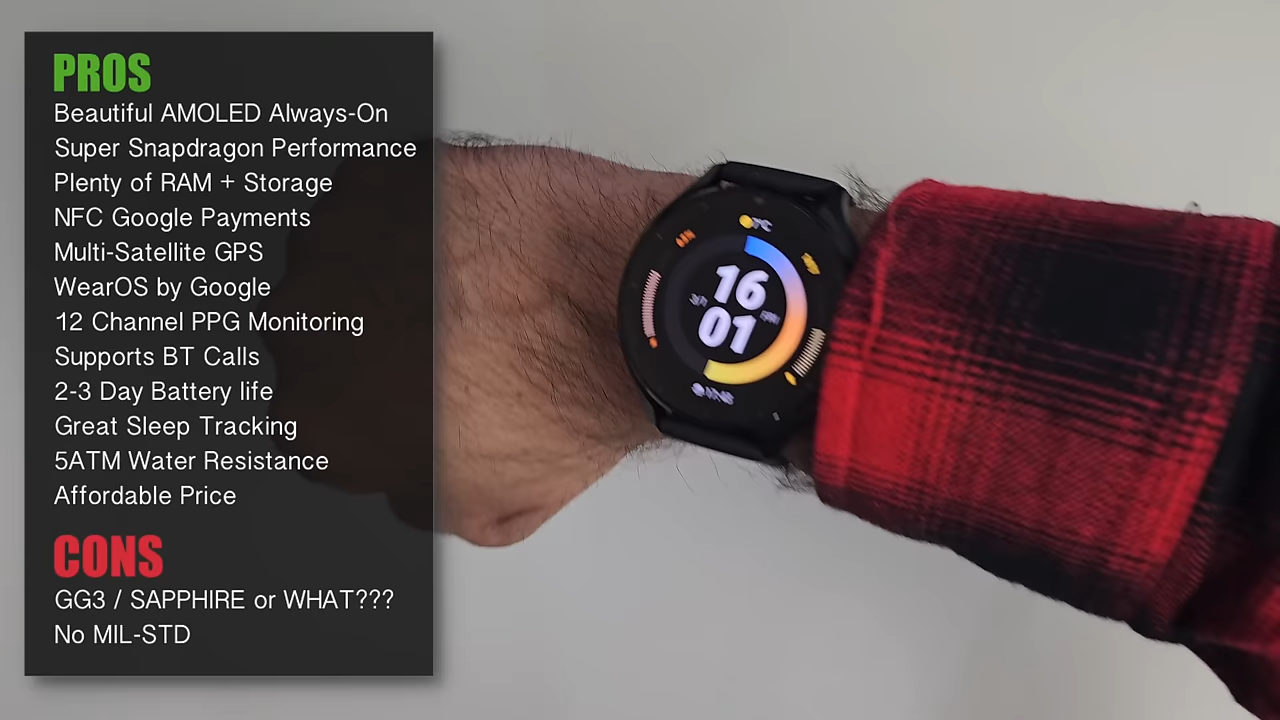 PROS
Beautiful AMOLED Always-On
Super Snapdragon Performance
Plenty of RAM + Storage
NFC Google Payments
Multi-Satellite GPS
WearOS by Google
12 Channel PPG Monitoring
Supports BT Calls
2-3 Day Battery life
Great Sleep Tracking
5ATM Water Resistance
Affordable Price
CONS
GG3 / SAPPHIRE or WHAT???
No MIL-STD
16
01